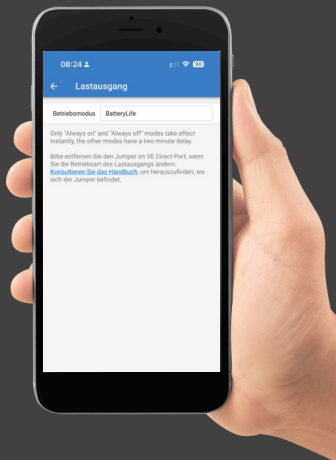 08:24
90
Lastausgang
Betriebsmodus BatteryLife
Only "Always on" and "Always off" modes take effect
instantly, the other modes have a two minute delay.
Bitte entfernen Sie den Jumper im VE Direct-Port, wenn
Sie die Betriebsart des Lastausgangs ändern.
Konsultieren Sie das Handbuch, um herauszufinden, wo
sich der Jumper befindet.